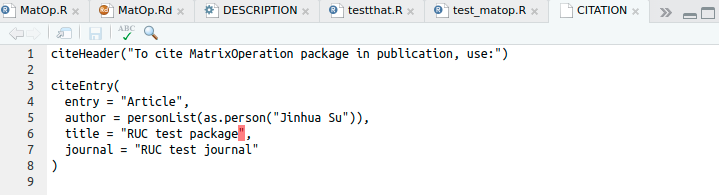 MatOp.R
MatOp.Rd
DESCRIPTION
testthat.R
test_matop.R
CITATION
ABC
1 citeHeader("To cite MatrixOperation package in publication, use:")
2
3 citeEntry(
4 entry = "Article",
5 author = personList(as.person("Jinhua Su")),
6 title = "RUC test package",
7 journal = "RUC test journal"
8 )
9